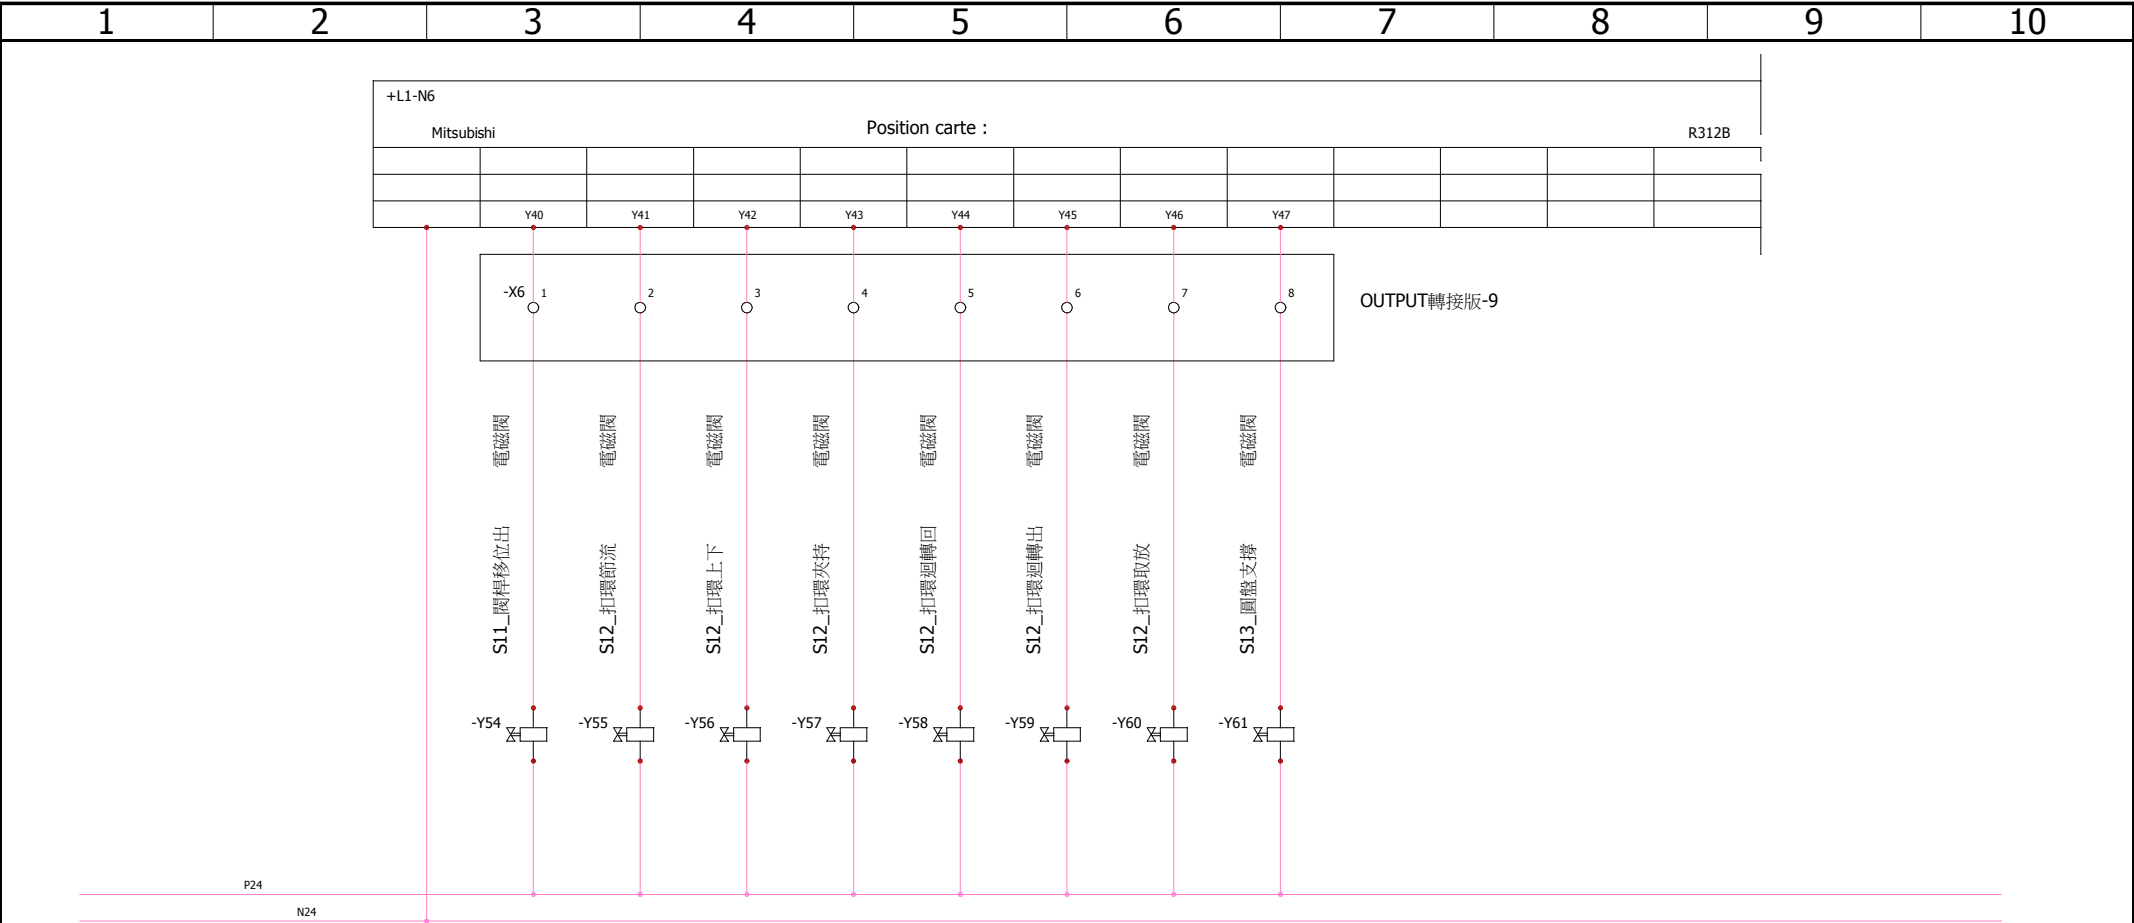 1 2 3 4 5 6 7 8 9 10
+L1-N6
Mitsubishi Position carte : R312B
Y40 Y41 Y42 Y43 Y44 Y45 Y46 Y47
-X6 1 2 3 4 5 6 7 8
OUTPUT轉接版-9
S11_閥桿移位出 電磁閥
S12_扣環節流 電磁閥
S12_扣環上下 電磁閥
S12_扣環夾持 電磁閥
S12_扣環迴轉回 電磁閥
S12_扣環迴轉出 電磁閥
S12_扣環取放 電磁閥
S13_圓盤支撐 電磁閥
-Y54 -Y55 -Y56 -Y57 -Y58 -Y59 -Y60 -Y61
P24
N24